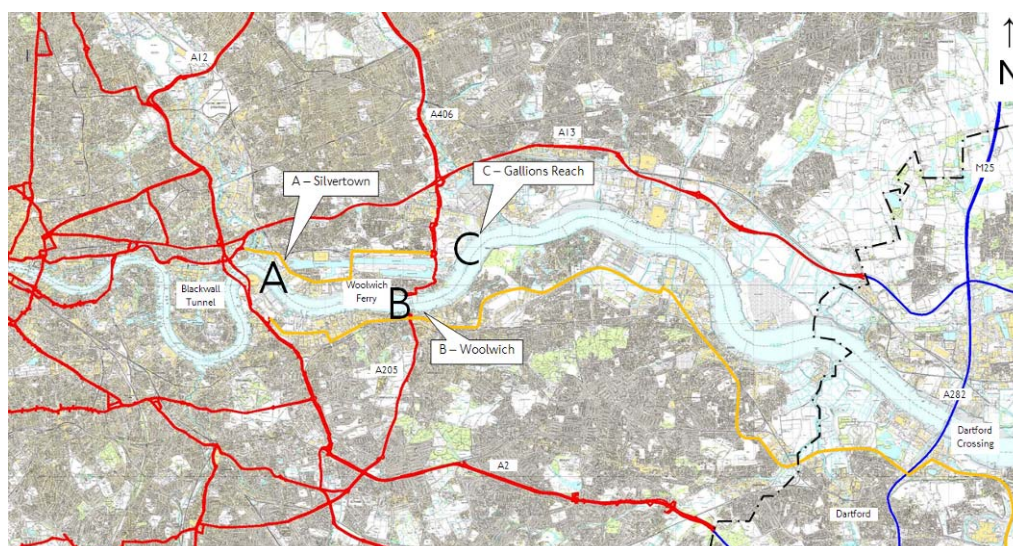 ↑
N
A12
A406
A13
M25
C – Gallions Reach
A – Silvertown
A
C
Blackwall
Tunnel
Woolwich
Ferry
B
B – Woolwich
A205
A282
Dartford
Crossing
A2
Dartford